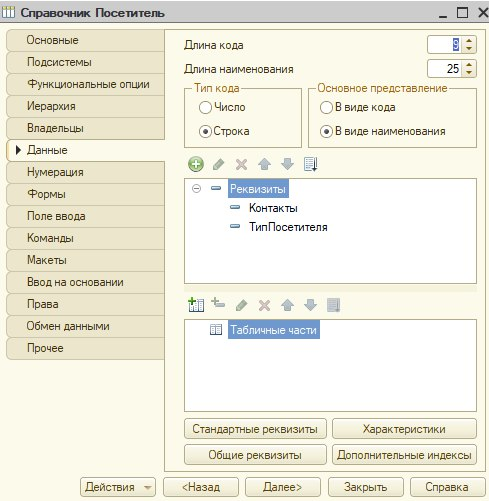 Справочник Посетитель
Основные
Подсистемы
Функциональные опции
Иерархия
Владельцы
Данные
Нумерация
Формы
Поле ввода
Команды
Макеты
Ввод на основании
Права
Обмен данными
Прочее
Длина кода 9
Длина наименования 25
Тип кода
Число
Строка
Основное представление
В виде кода
В виде наименования
Реквизиты
Контакты
ТипПосетителя
Табличные части
Стандартные реквизиты
Характеристики
Общие реквизиты
Дополнительные индексы
Действия
<Назад
Далее>
Закрыть
Справка